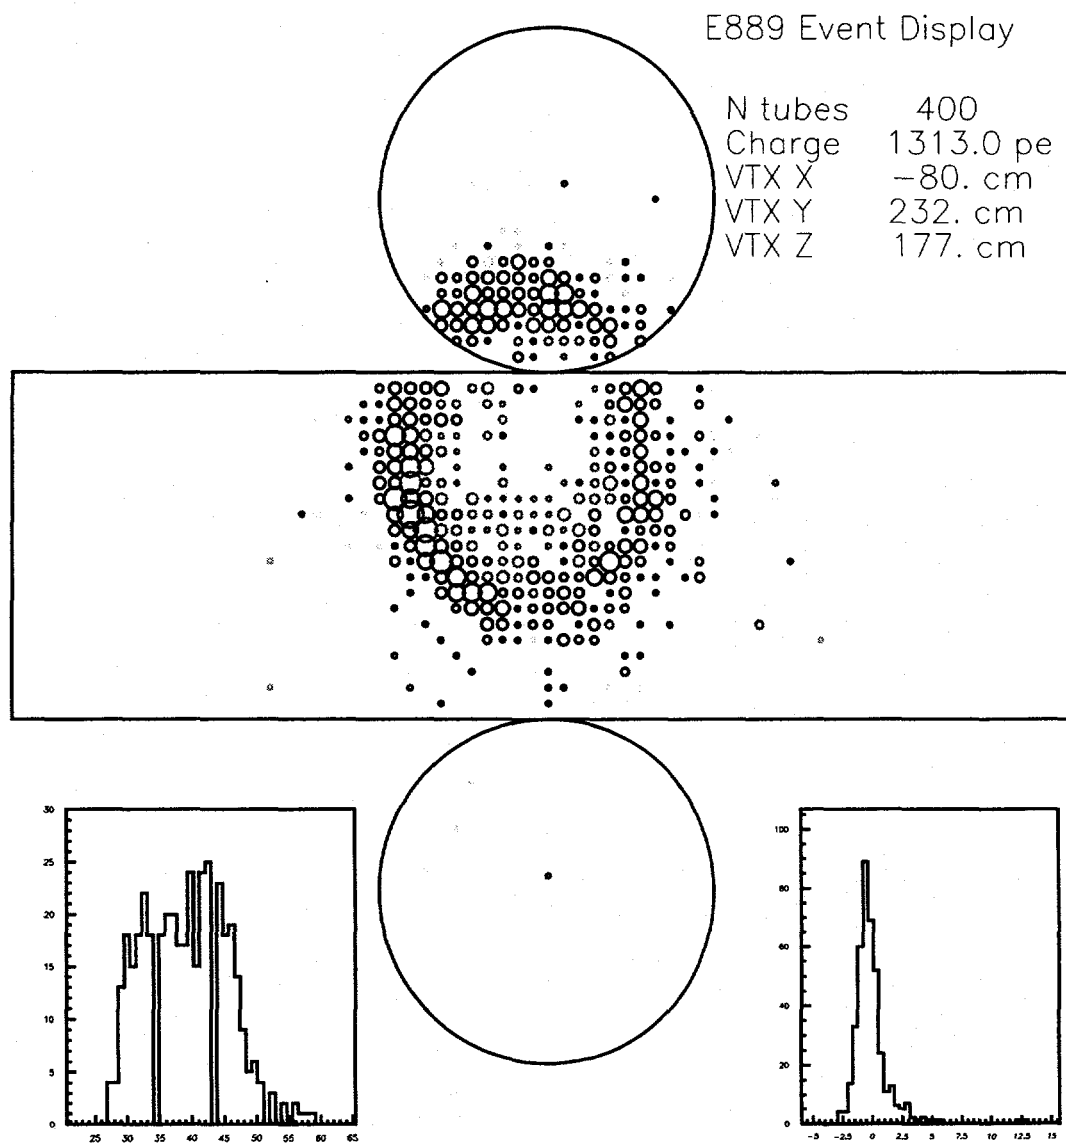 E889 Event Display
N tubes 400
Charge 1313.0 pe
VTX X -80. cm
VTX Y 232. cm
VTX Z 177. cm
30
25
20
15
10
5
0
25 30 35 40 45 50 55 60 65
100
80
60
40
20
0
-5 -2.5 0 2.5 5 7.5 10 12.5 15